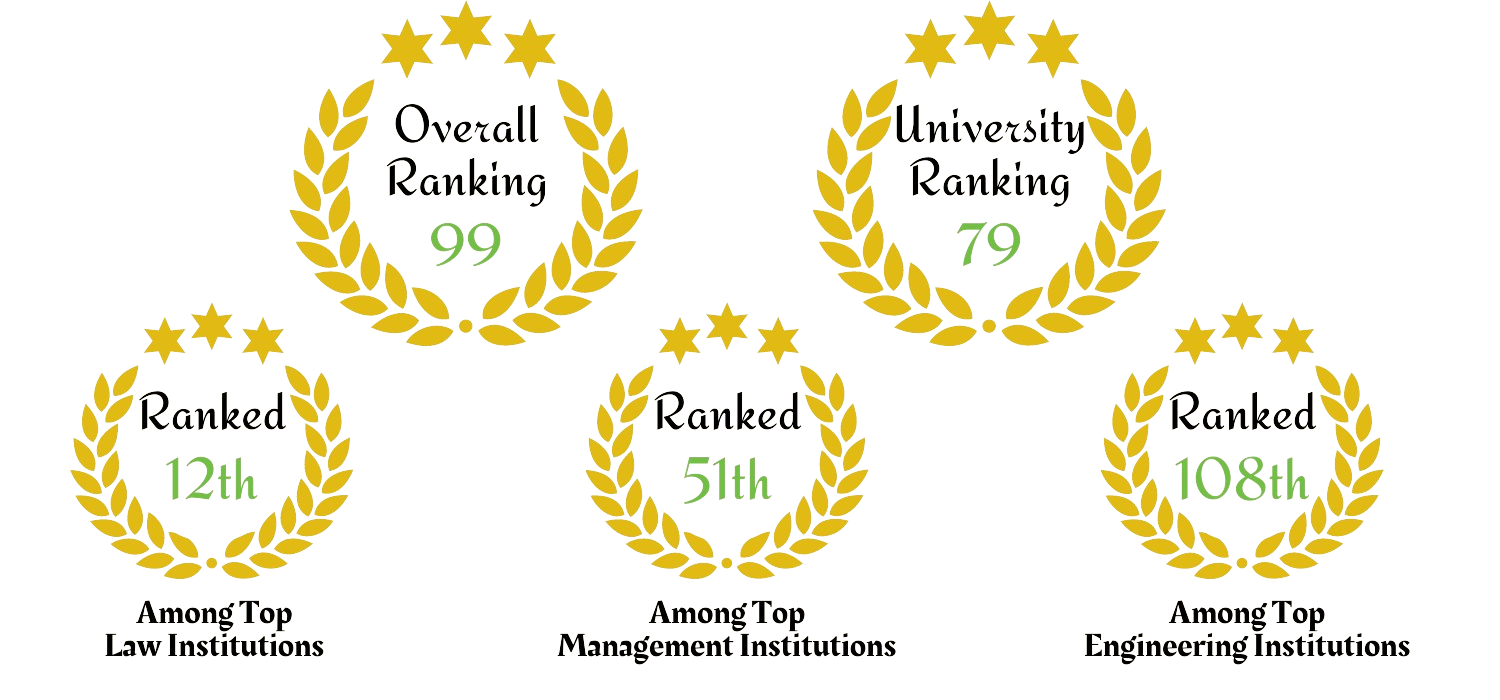 Overall
Ranking
99
University
Ranking
79
Ranked
12th
Among Top
Law Institutions
Ranked
51th
Among Top
Management Institutions
Ranked
108th
Among Top
Engineering Institutions